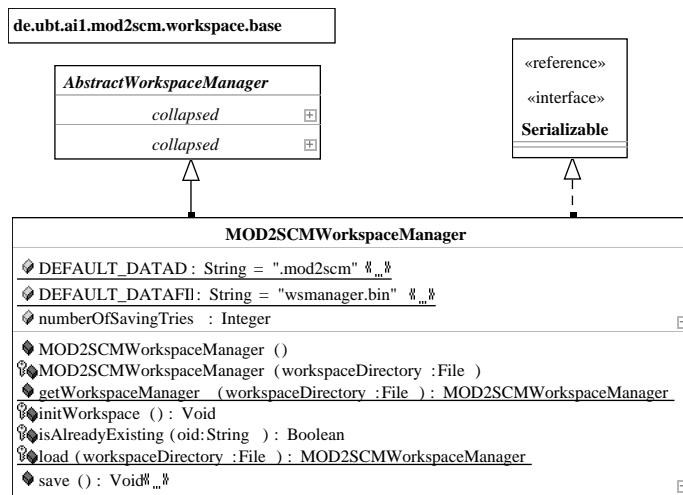 de.ubt.ai1.mod2scm.workspace.base
AbstractWorkspaceManager
collapsed
collapsed
«reference»
«interface»
Serializable
MOD2SCMWorkspaceManager
DEFAULT_DATAD : String = ".mod2scm" «...»
DEFAULT_DATAFI : String = "wsmanager.bin" «...»
numberOfSavingTries : Integer
MOD2SCMWorkspaceManager ()
MOD2SCMWorkspaceManager (workspaceDirectory :File )
getWorkspaceManager (workspaceDirectory :File ) : MOD2SCMWorkspaceManager
initWorkspace () : Void
isAlreadyExisting (oid:String ) : Boolean
load (workspaceDirectory :File ) : MOD2SCMWorkspaceManager
save () : Void «...»